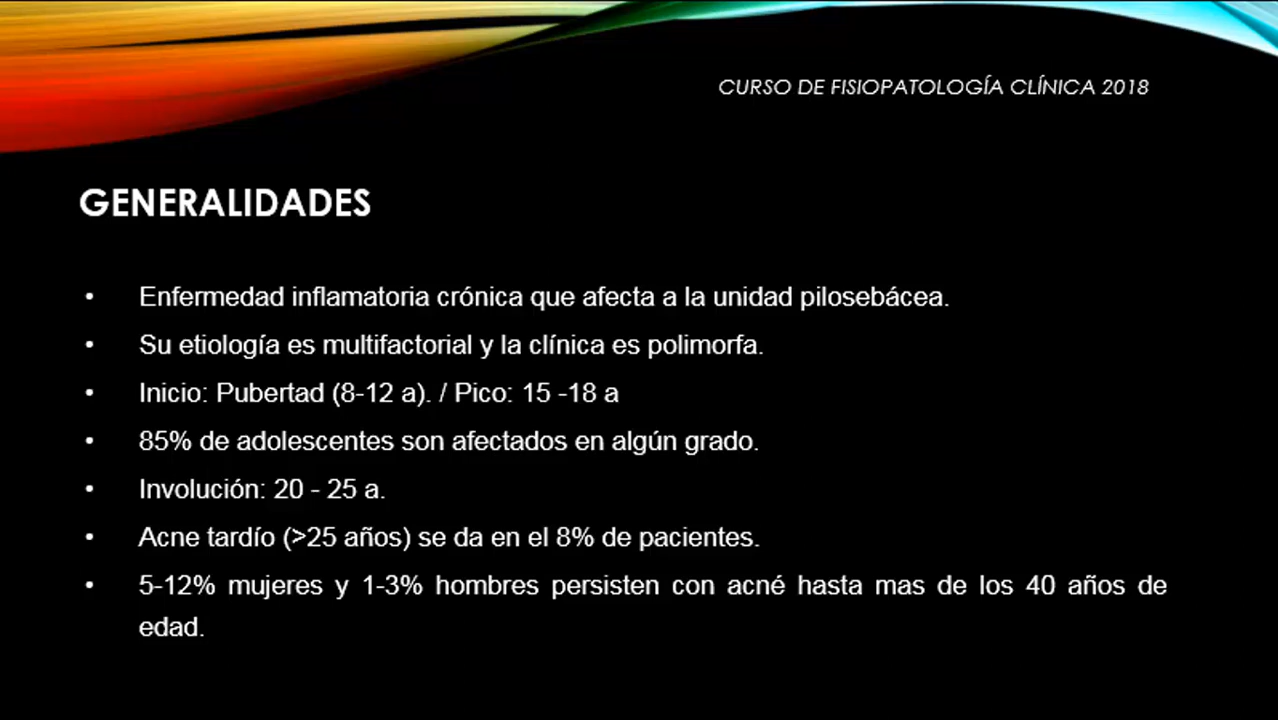 CURSO DE FISIOPATOLOGÍA CLÍNICA 2018
GENERALIDADES
• Enfermedad inflamatoria crónica que afecta a la unidad pilosebácea.
• Su etiología es multifactorial y la clínica es polimorfa.
• Inicio: Pubertad (8-12 a). / Pico: 15 -18 a
• 85% de adolescentes son afectados en algún grado.
• Involución: 20 - 25 a.
• Acne tardío (>25 años) se da en el 8% de pacientes.
• 5-12% mujeres y 1-3% hombres persisten con acné hasta mas de los 40 años de
edad.